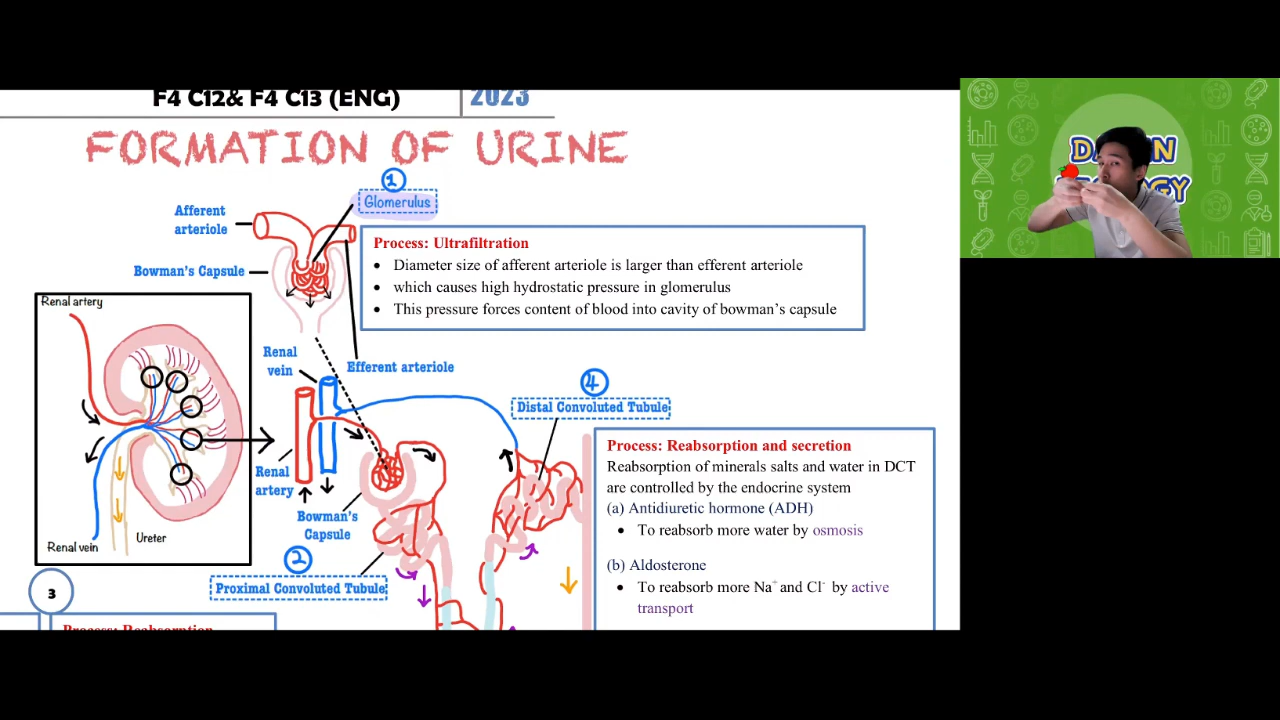 F4 C12& F4 C13 (ENG)
2023
FORMATION OF URINE
1
Glomerulus
Afferent
arteriole
Bowman's Capsule
Process: Ultrafiltration
• Diameter size of afferent arteriole is larger than efferent arteriole
• which causes high hydrostatic pressure in glomerulus
• This pressure forces content of blood into cavity of bowman's capsule
Renal artery
Renal vein
Ureter
Renal
vein
Efferent arteriole
Renal
artery
Bowman's
Capsule
2
Proximal Convoluted Tubule
4
Distal Convoluted Tubule
Process: Reabsorption and secretion
Reabsorption of minerals salts and water in DCT
are controlled by the endocrine system
(a) Antidiuretic hormone (ADH)
• To reabsorb more water by osmosis
(b) Aldosterone
• To reabsorb more Na⁺ and Cl⁻ by active
transport
3
Process: Reabsorption